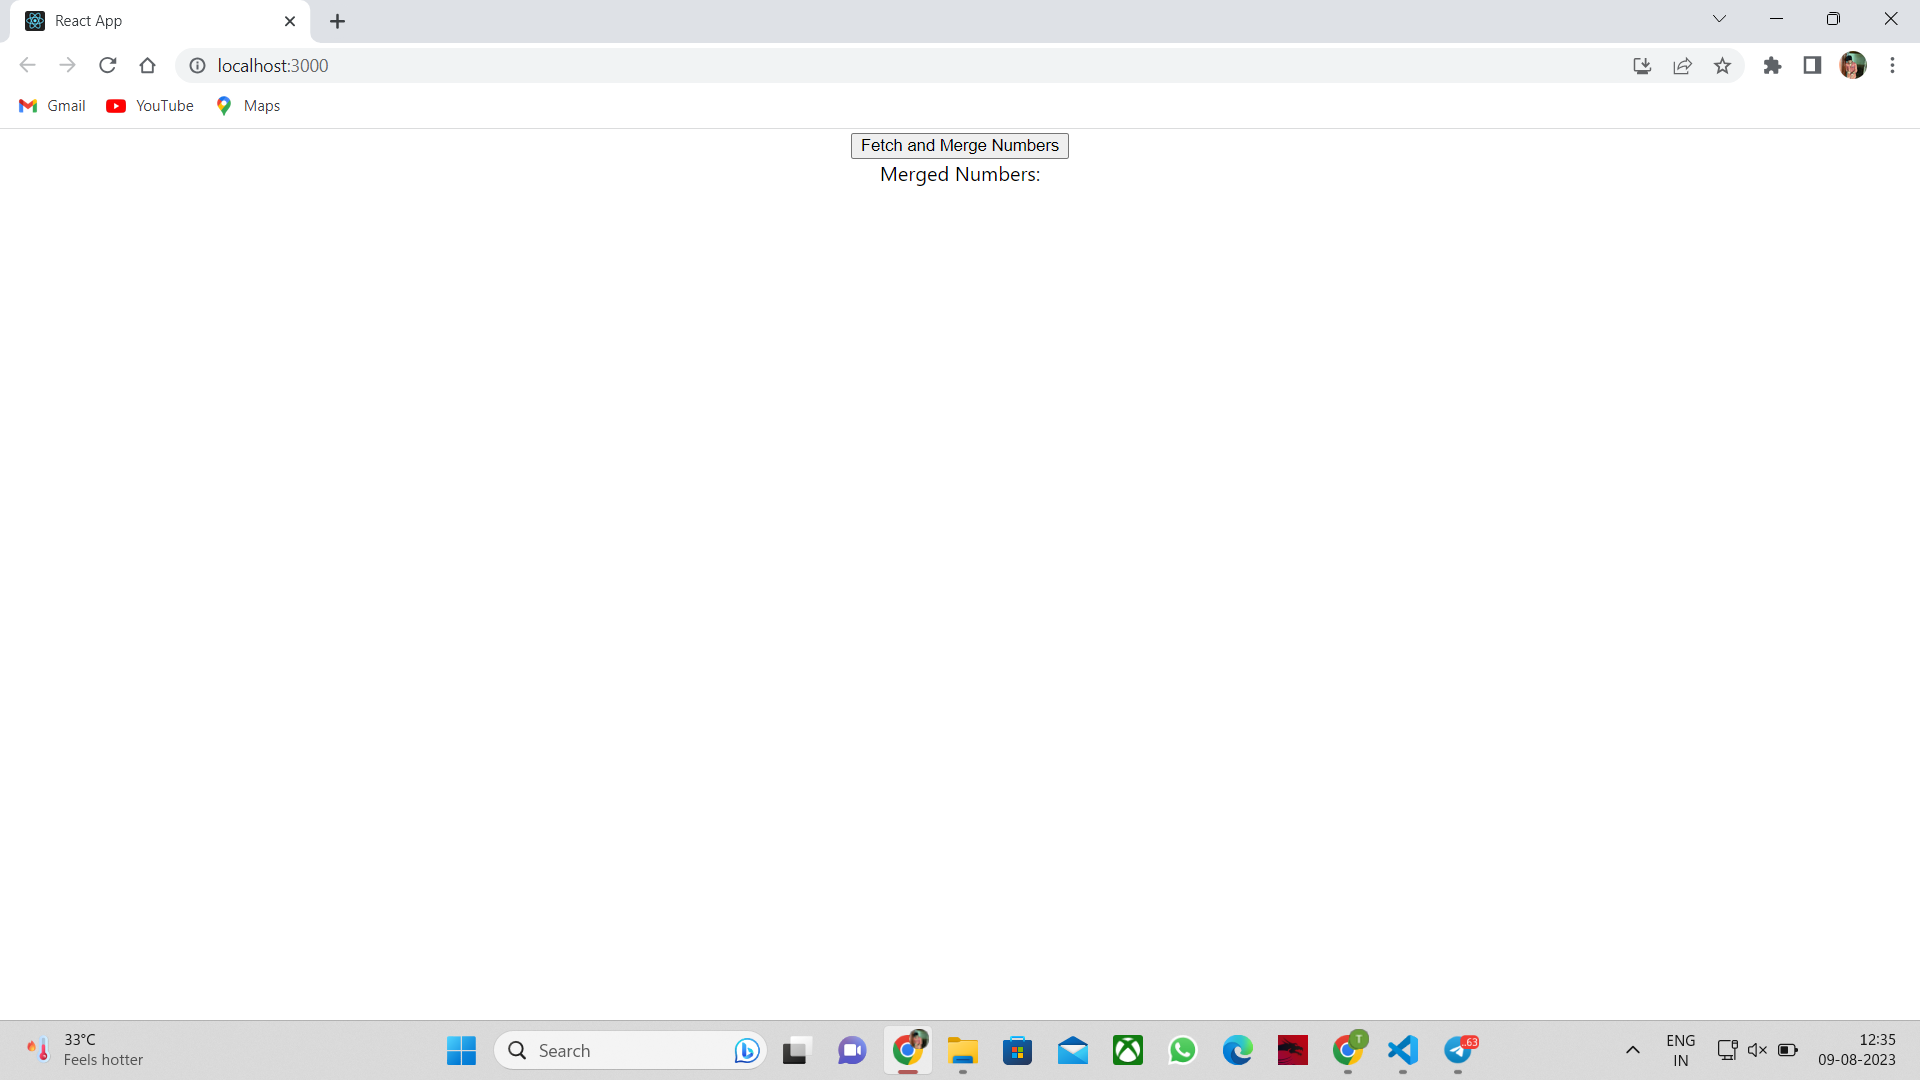 React App
localhost:3000
Gmail YouTube Maps
Fetch and Merge Numbers
Merged Numbers:
33°C
Feels hotter
Search
T
..63
ENG
IN
12:35
09-08-2023